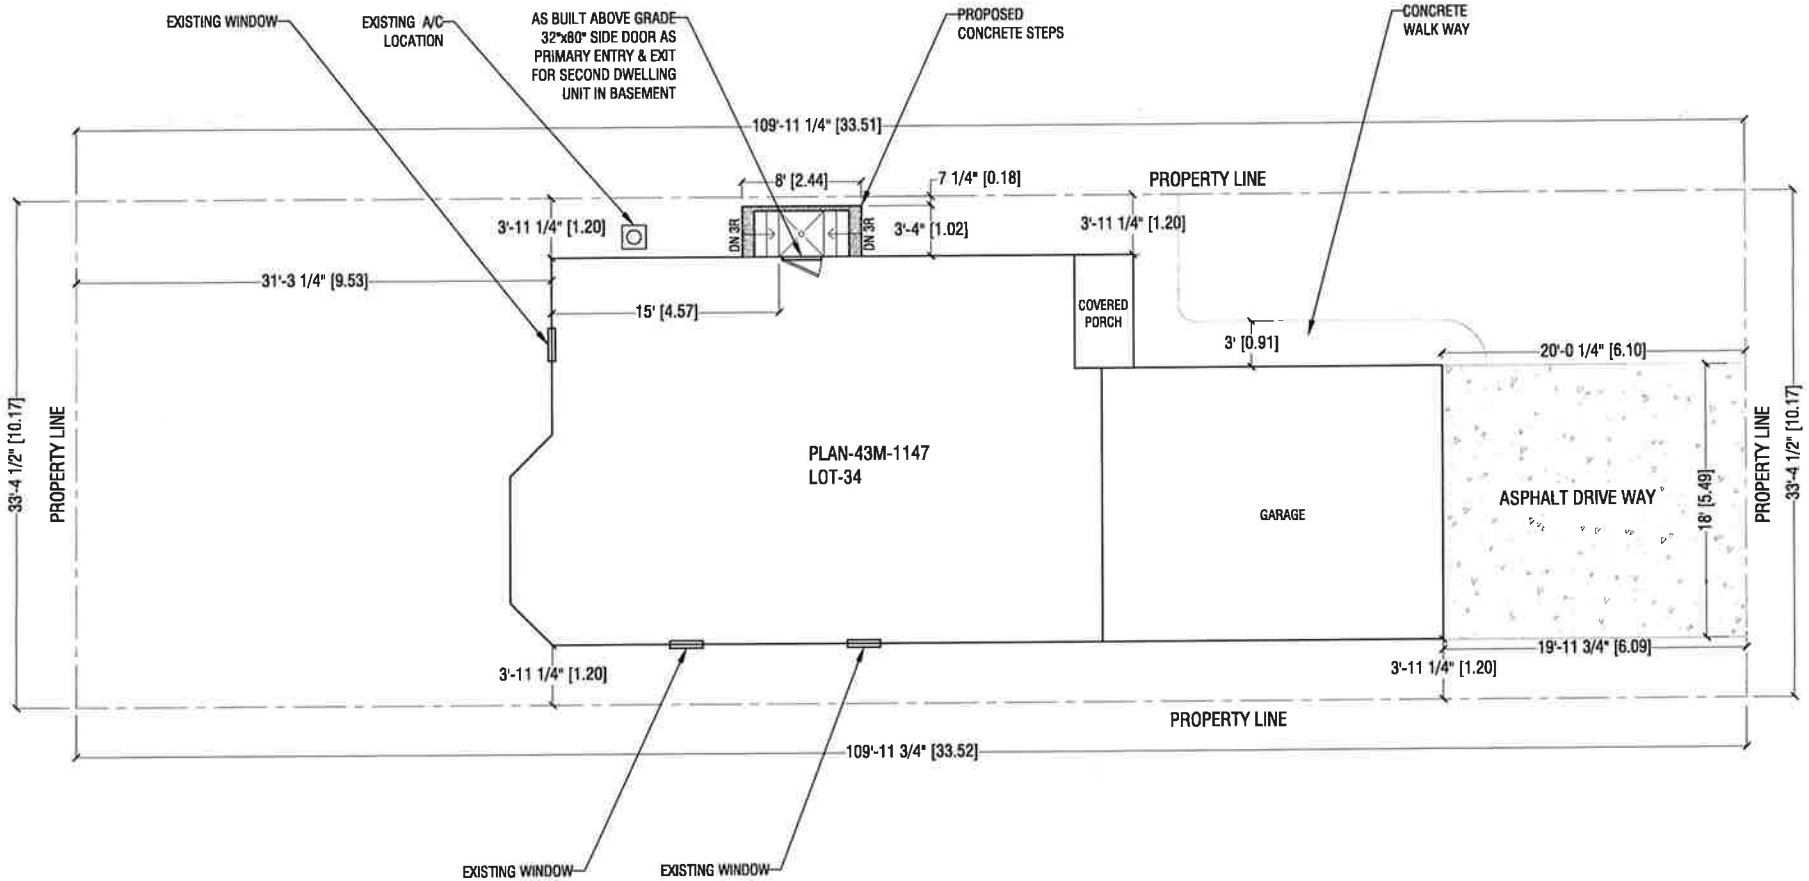 EXISTING WINDOW
EXISTING A/C
LOCATION
AS BUILT ABOVE GRADE
32"x80" SIDE DOOR AS
PRIMARY ENTRY & EXIT
FOR SECOND DWELLING
UNIT IN BASEMENT
PROPOSED
CONCRETE STEPS
CONCRETE
WALK WAY
109'-11 1/4" [33.51]
8' [2.44]
7 1/4" [0.18]
PROPERTY LINE
3'-11 1/4" [1.20]
DN 3R
DN 3R
3'-4" [1.02]
3'-11 1/4" [1.20]
31'-3 1/4" [9.53]
15' [4.57]
COVERED
PORCH
3' [0.91]
20'-0 1/4" [6.10]
33'-4 1/2" [10.17]
PROPERTY LINE
PLAN-43M-1147
LOT-34
GARAGE
ASPHALT DRIVE WAY
18' [5.49]
PROPERTY LINE
33'-4 1/2" [10.17]
3'-11 1/4" [1.20]
3'-11 1/4" [1.20]
19'-11 3/4" [6.09]
PROPERTY LINE
109'-11 3/4" [33.52]
EXISTING WINDOW
EXISTING WINDOW